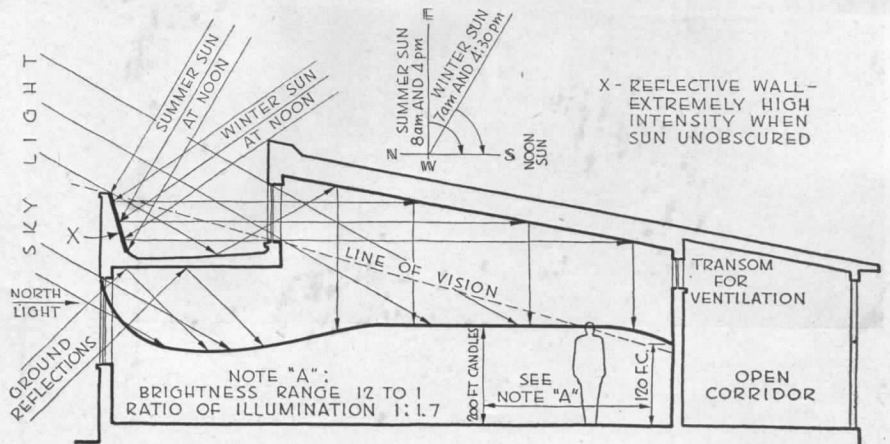 SKY LIGHT
SUMMER SUN
AT NOON
WINTER SUN
AT NOON
E
SUMMER SUN
8am AND 4pm
WINTER SUN
7am AND 4:30pm
N
S
W
NOON
SUN
X - REFLECTIVE WALL -
EXTREMELY HIGH
INTENSITY WHEN
SUN UNOBSCURED
X
LINE OF VISION
NORTH
LIGHT
GROUND
REFLECTIONS
TRANSOM
FOR
VENTILATION
NOTE "A":
BRIGHTNESS RANGE 12 TO 1
RATIO OF ILLUMINATION 1:1.7
200 FT CANDLES
SEE
NOTE "A"
120 F.C.
OPEN
CORRIDOR